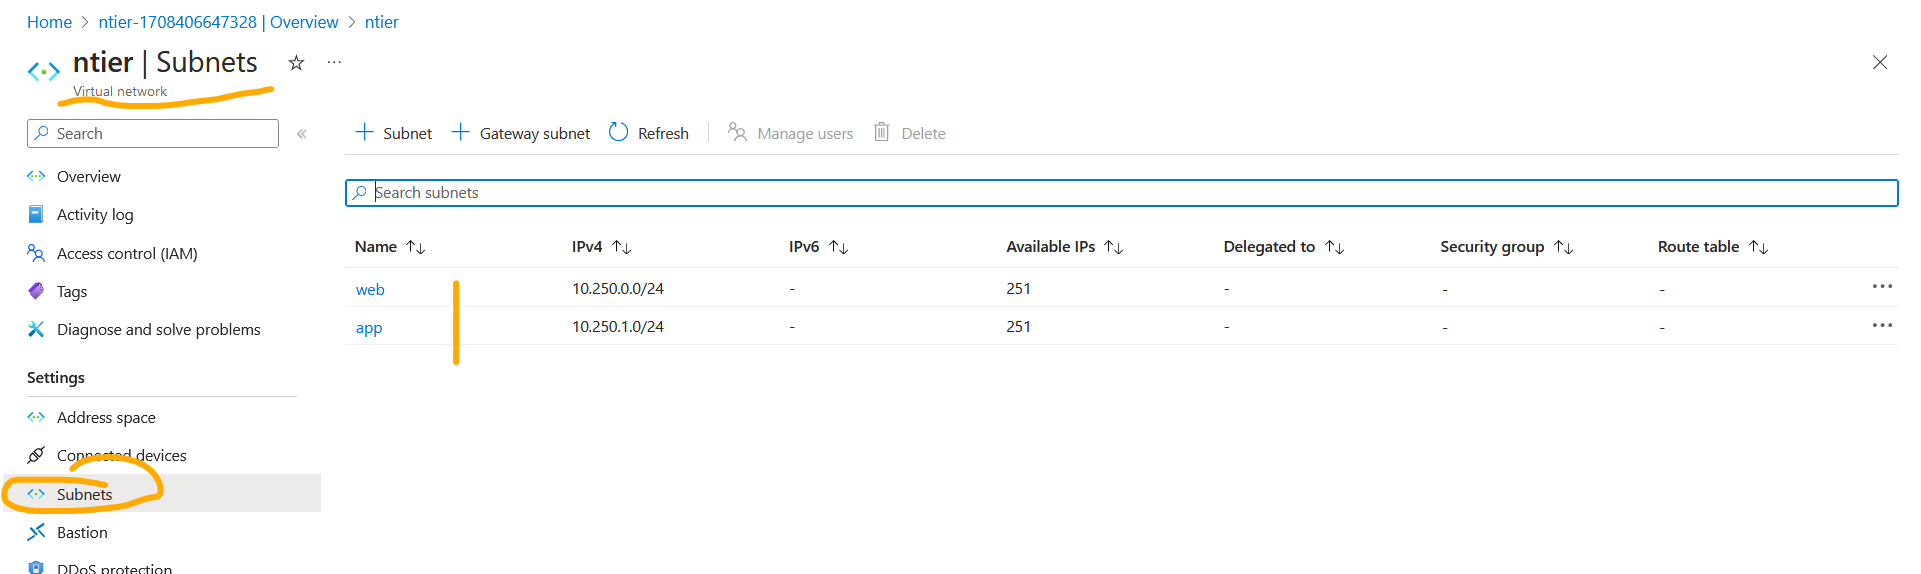 Home > ntier-1708406647328 | Overview > ntier
ntier | Subnets
Virtual network
Search
Overview
Activity log
Access control (IAM)
Tags
Diagnose and solve problems
Settings
Address space
Connected devices
Subnets
Bastion
DDoS protection
+ Subnet + Gateway subnet Refresh | Manage users Delete
Search subnets
Name ↑↓ IPv4 ↑↓ IPv6 ↑↓ Available IPs ↑↓ Delegated to ↑↓ Security group ↑↓ Route table ↑↓
web 10.250.0.0/24 - 251 - - - ...
app 10.250.1.0/24 - 251 - - - ...